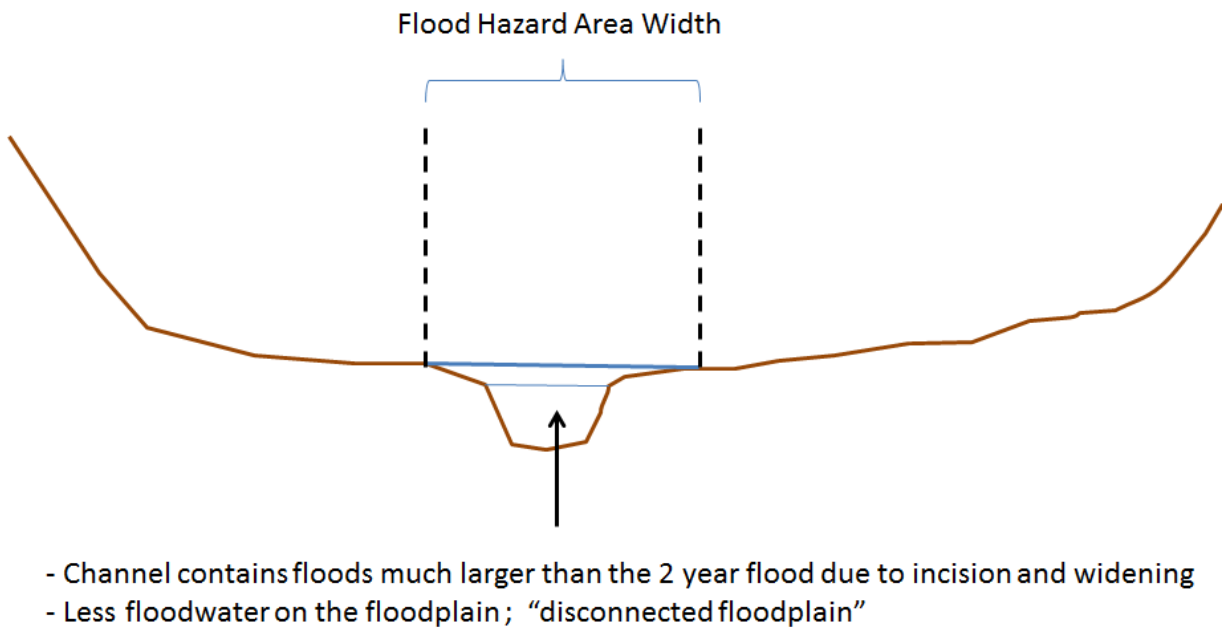 Flood Hazard Area Width
- Channel contains floods much larger than the 2 year flood due to incision and widening
- Less floodwater on the floodplain; “disconnected floodplain”